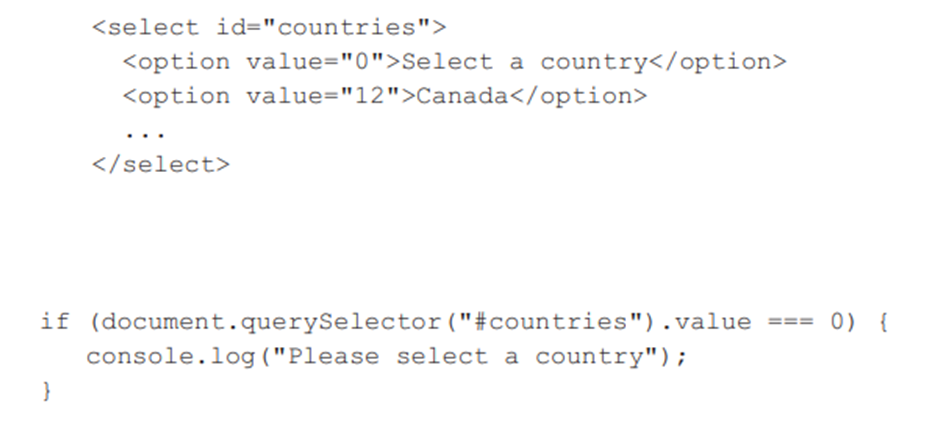 <select id="countries">
<option value="0">Select a country</option>
<option value="12">Canada</option>
...
</select>
if (document.querySelector("#countries").value === 0) {
console.log("Please select a country");
}